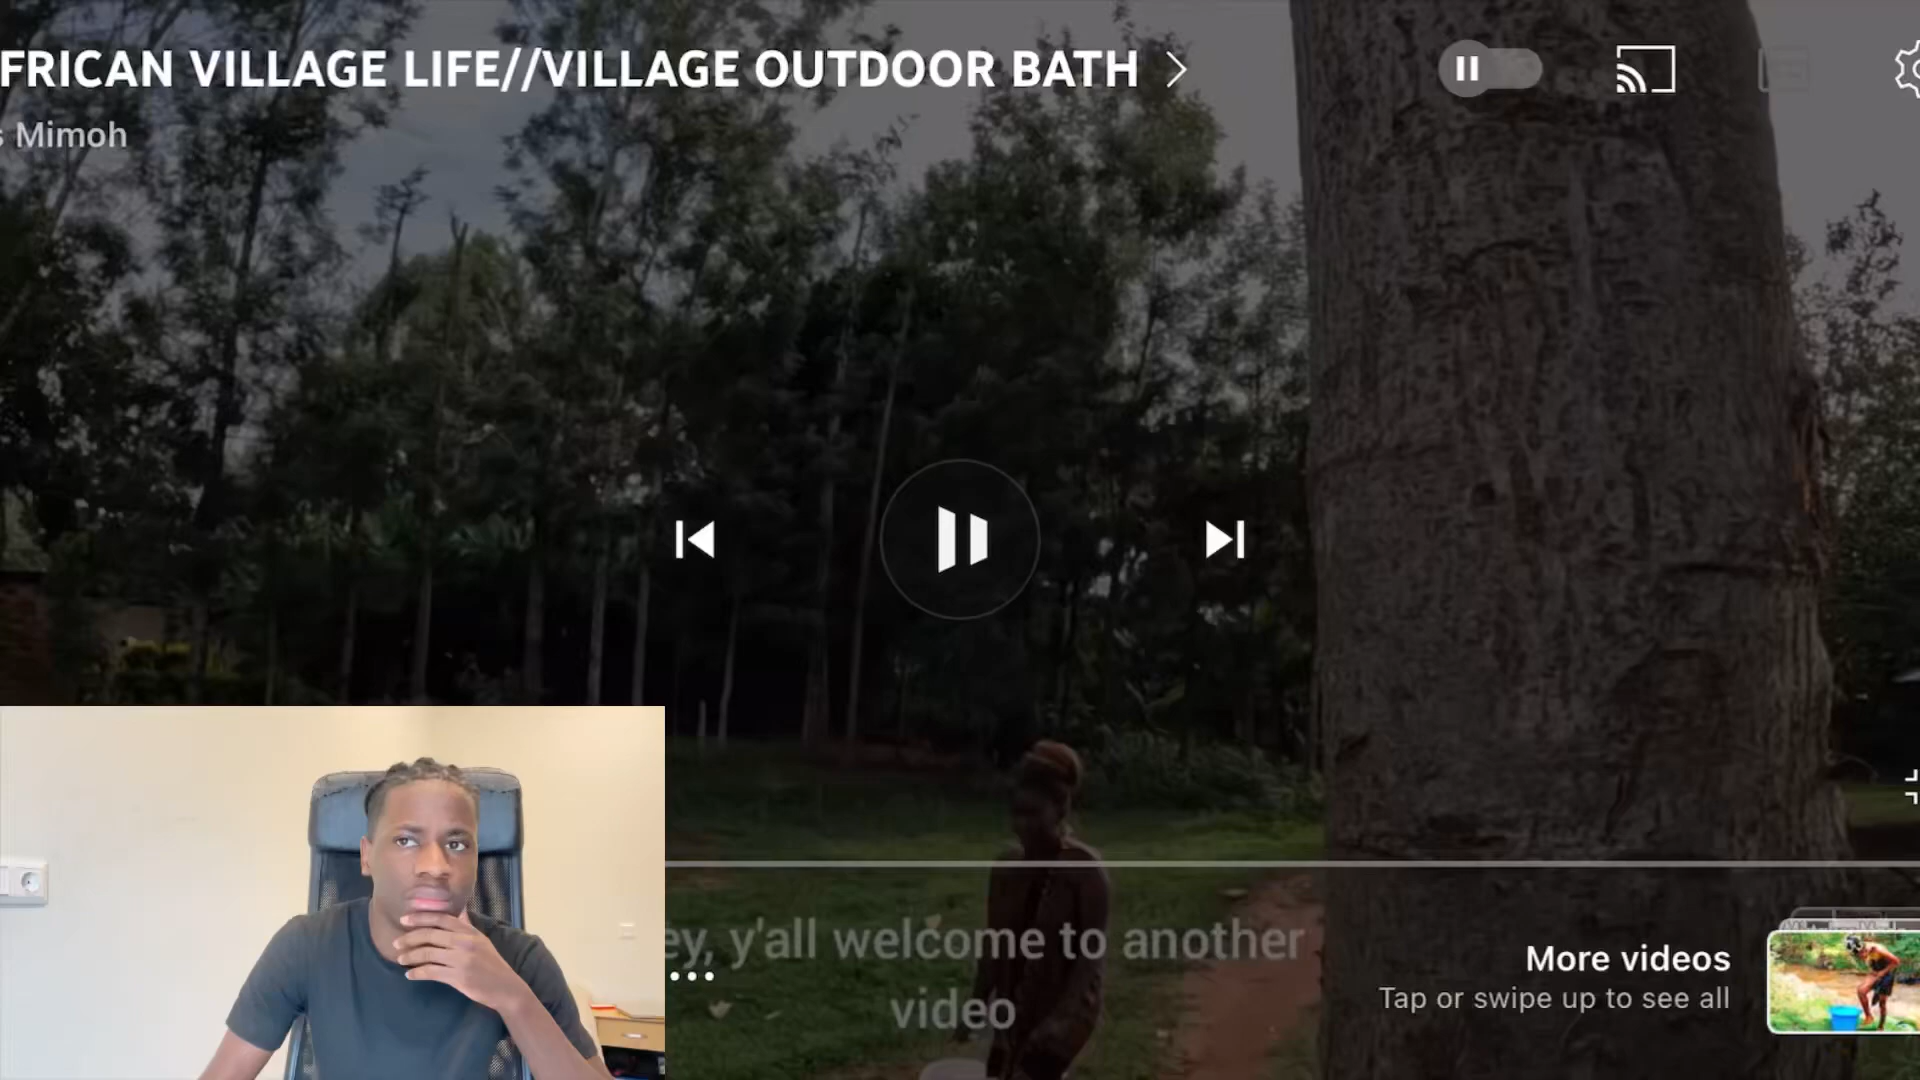 FRICAN VILLAGE LIFE//VILLAGE OUTDOOR BATH
s Mimoh
ey, y'all welcome to another
video
More videos
Tap or swipe up to see all